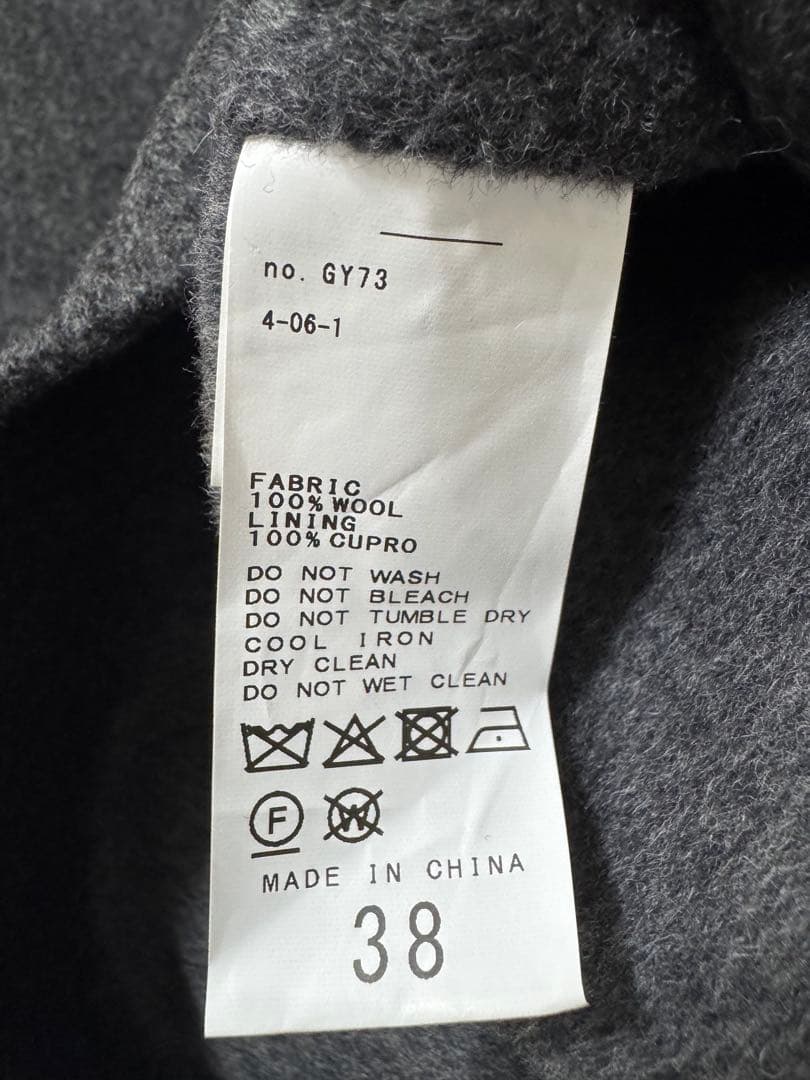 no. GY73
4-06-1
FABRIC
100% WOOL
LINING
100% CUPRO
DO NOT WASH
DO NOT BLEACH
DO NOT TUMBLE DRY
COOL IRON
DRY CLEAN
DO NOT WET CLEAN
F W
MADE IN CHINA
38